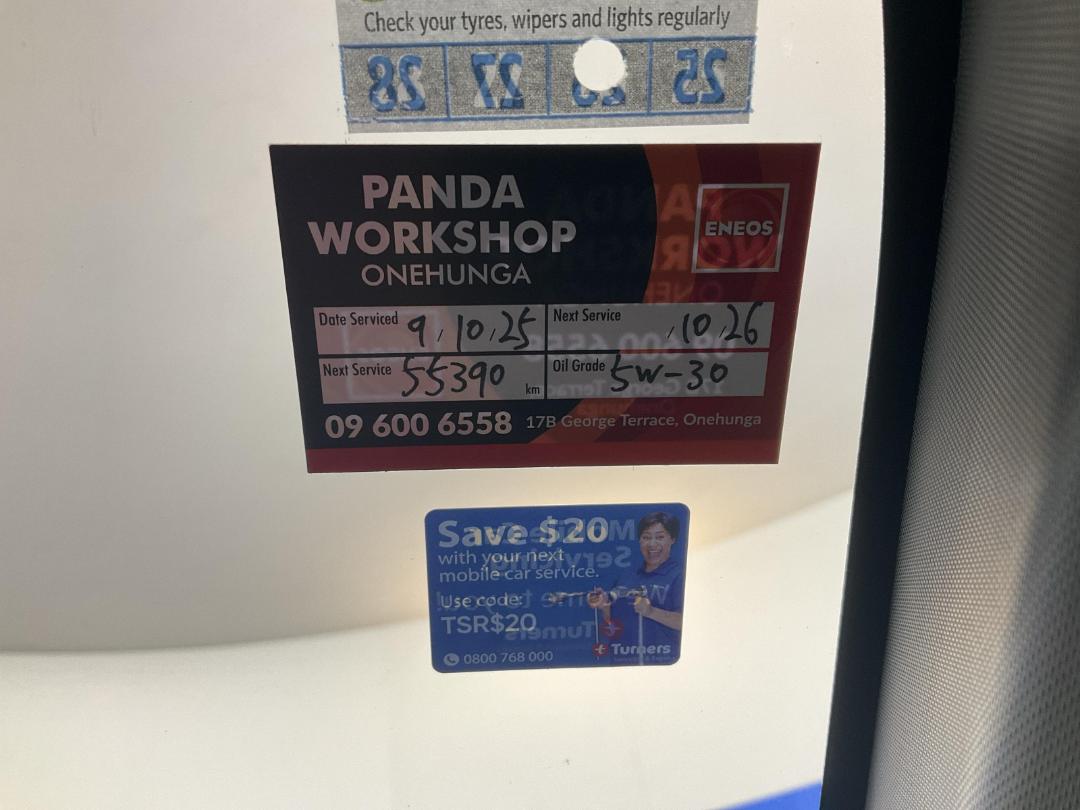 Check your tyres, wipers and lights regularly
28 27 26 25
PANDA
WORKSHOP
ONEHUNGA
ENEOS
Date Serviced 9.10.25
Next Service .10.26
Next Service 55390 km
Oil Grade 5W-30
09 600 6558 17B George Terrace, Onehunga
Save $20
with your next
mobile car service.
Use code:
TSR$20
0800 768 000
Turners